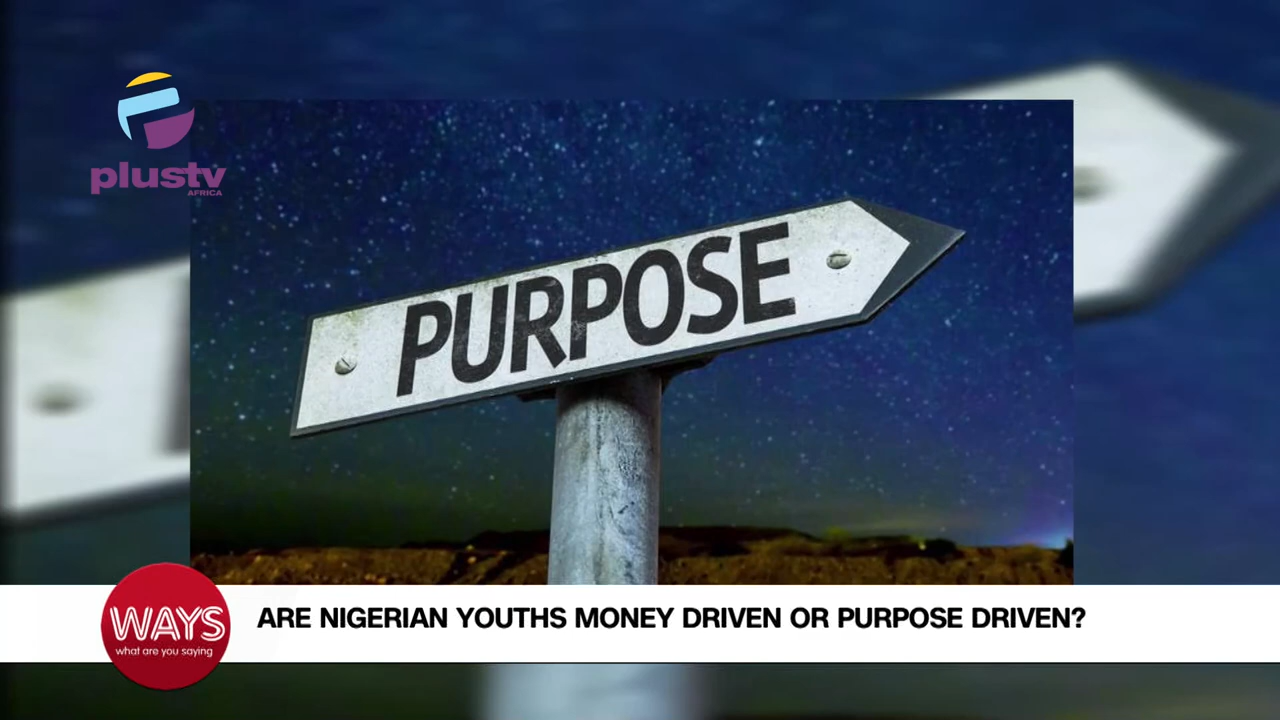 plustv
AFRICA
PURPOSE
WAYS
what are you saying
ARE NIGERIAN YOUTHS MONEY DRIVEN OR PURPOSE DRIVEN?